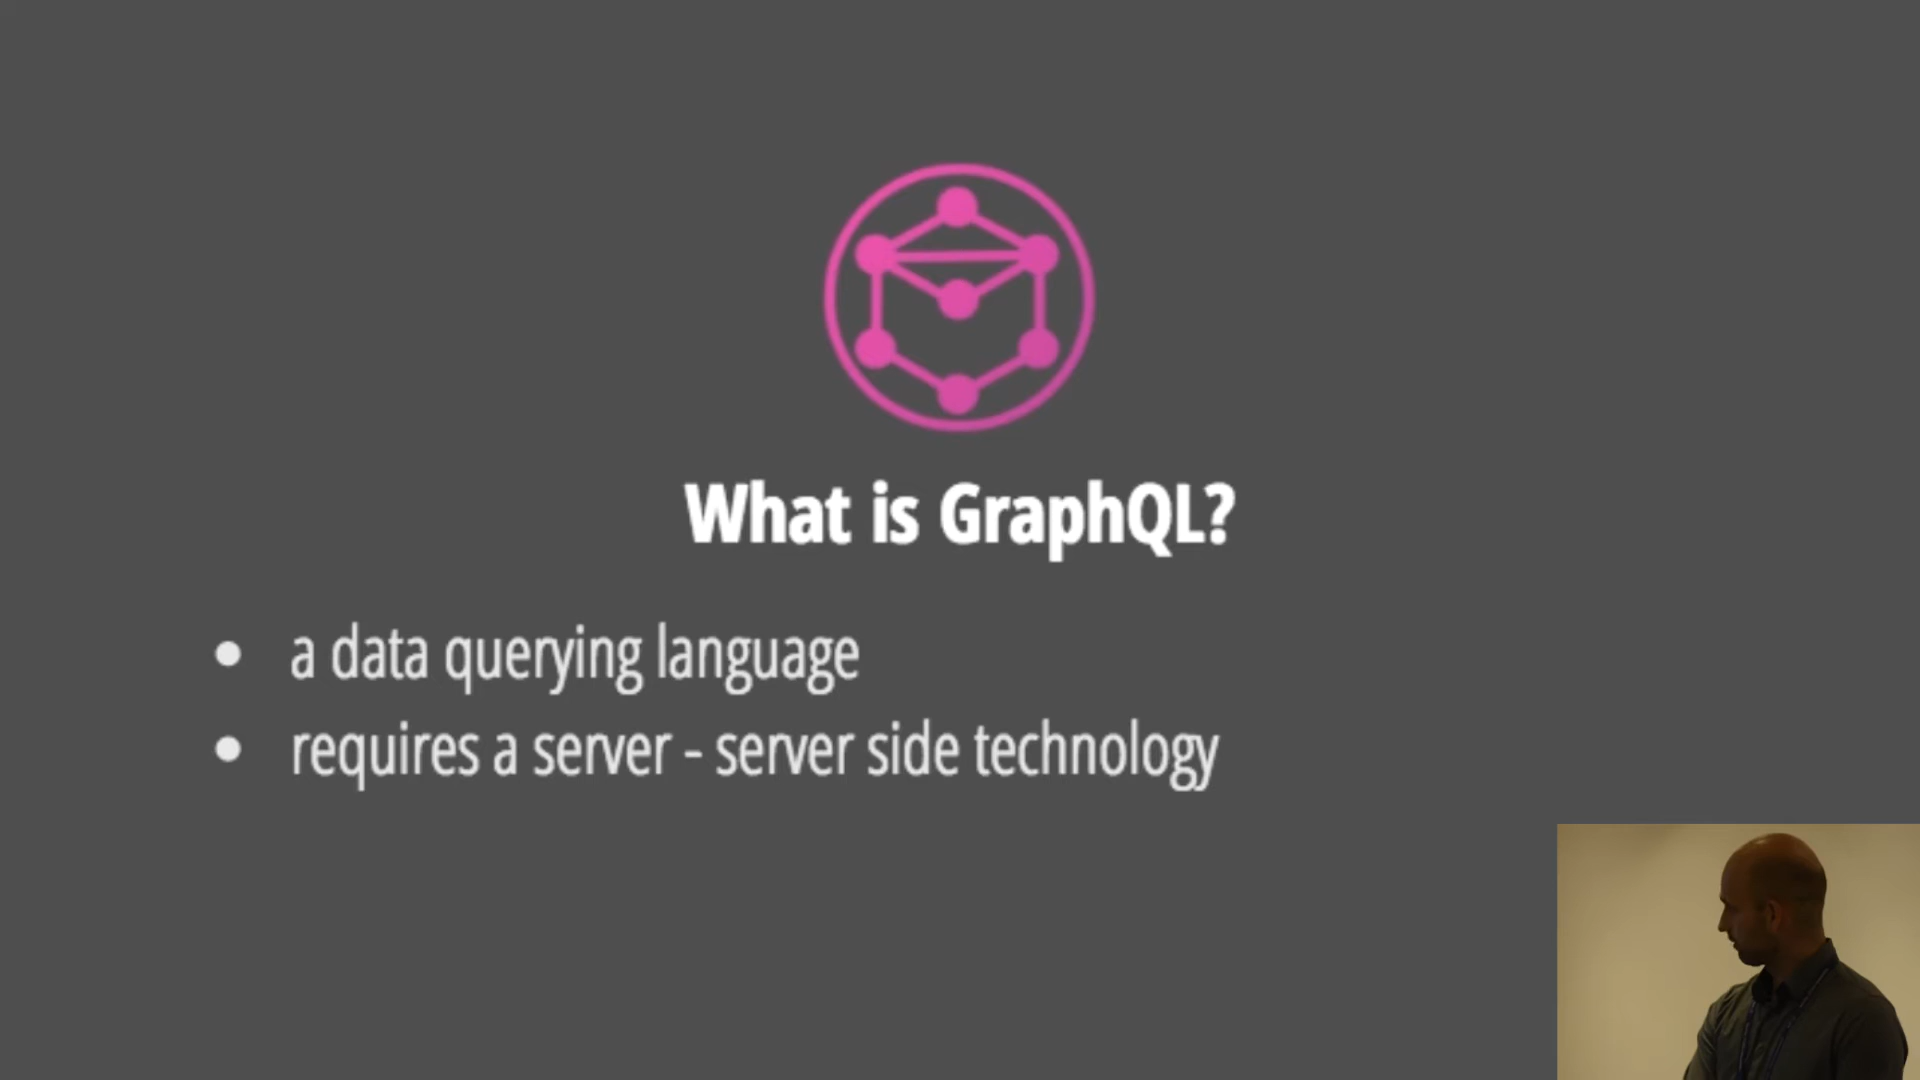 What is GraphQL?
a data querying language
requires a server - server side technology